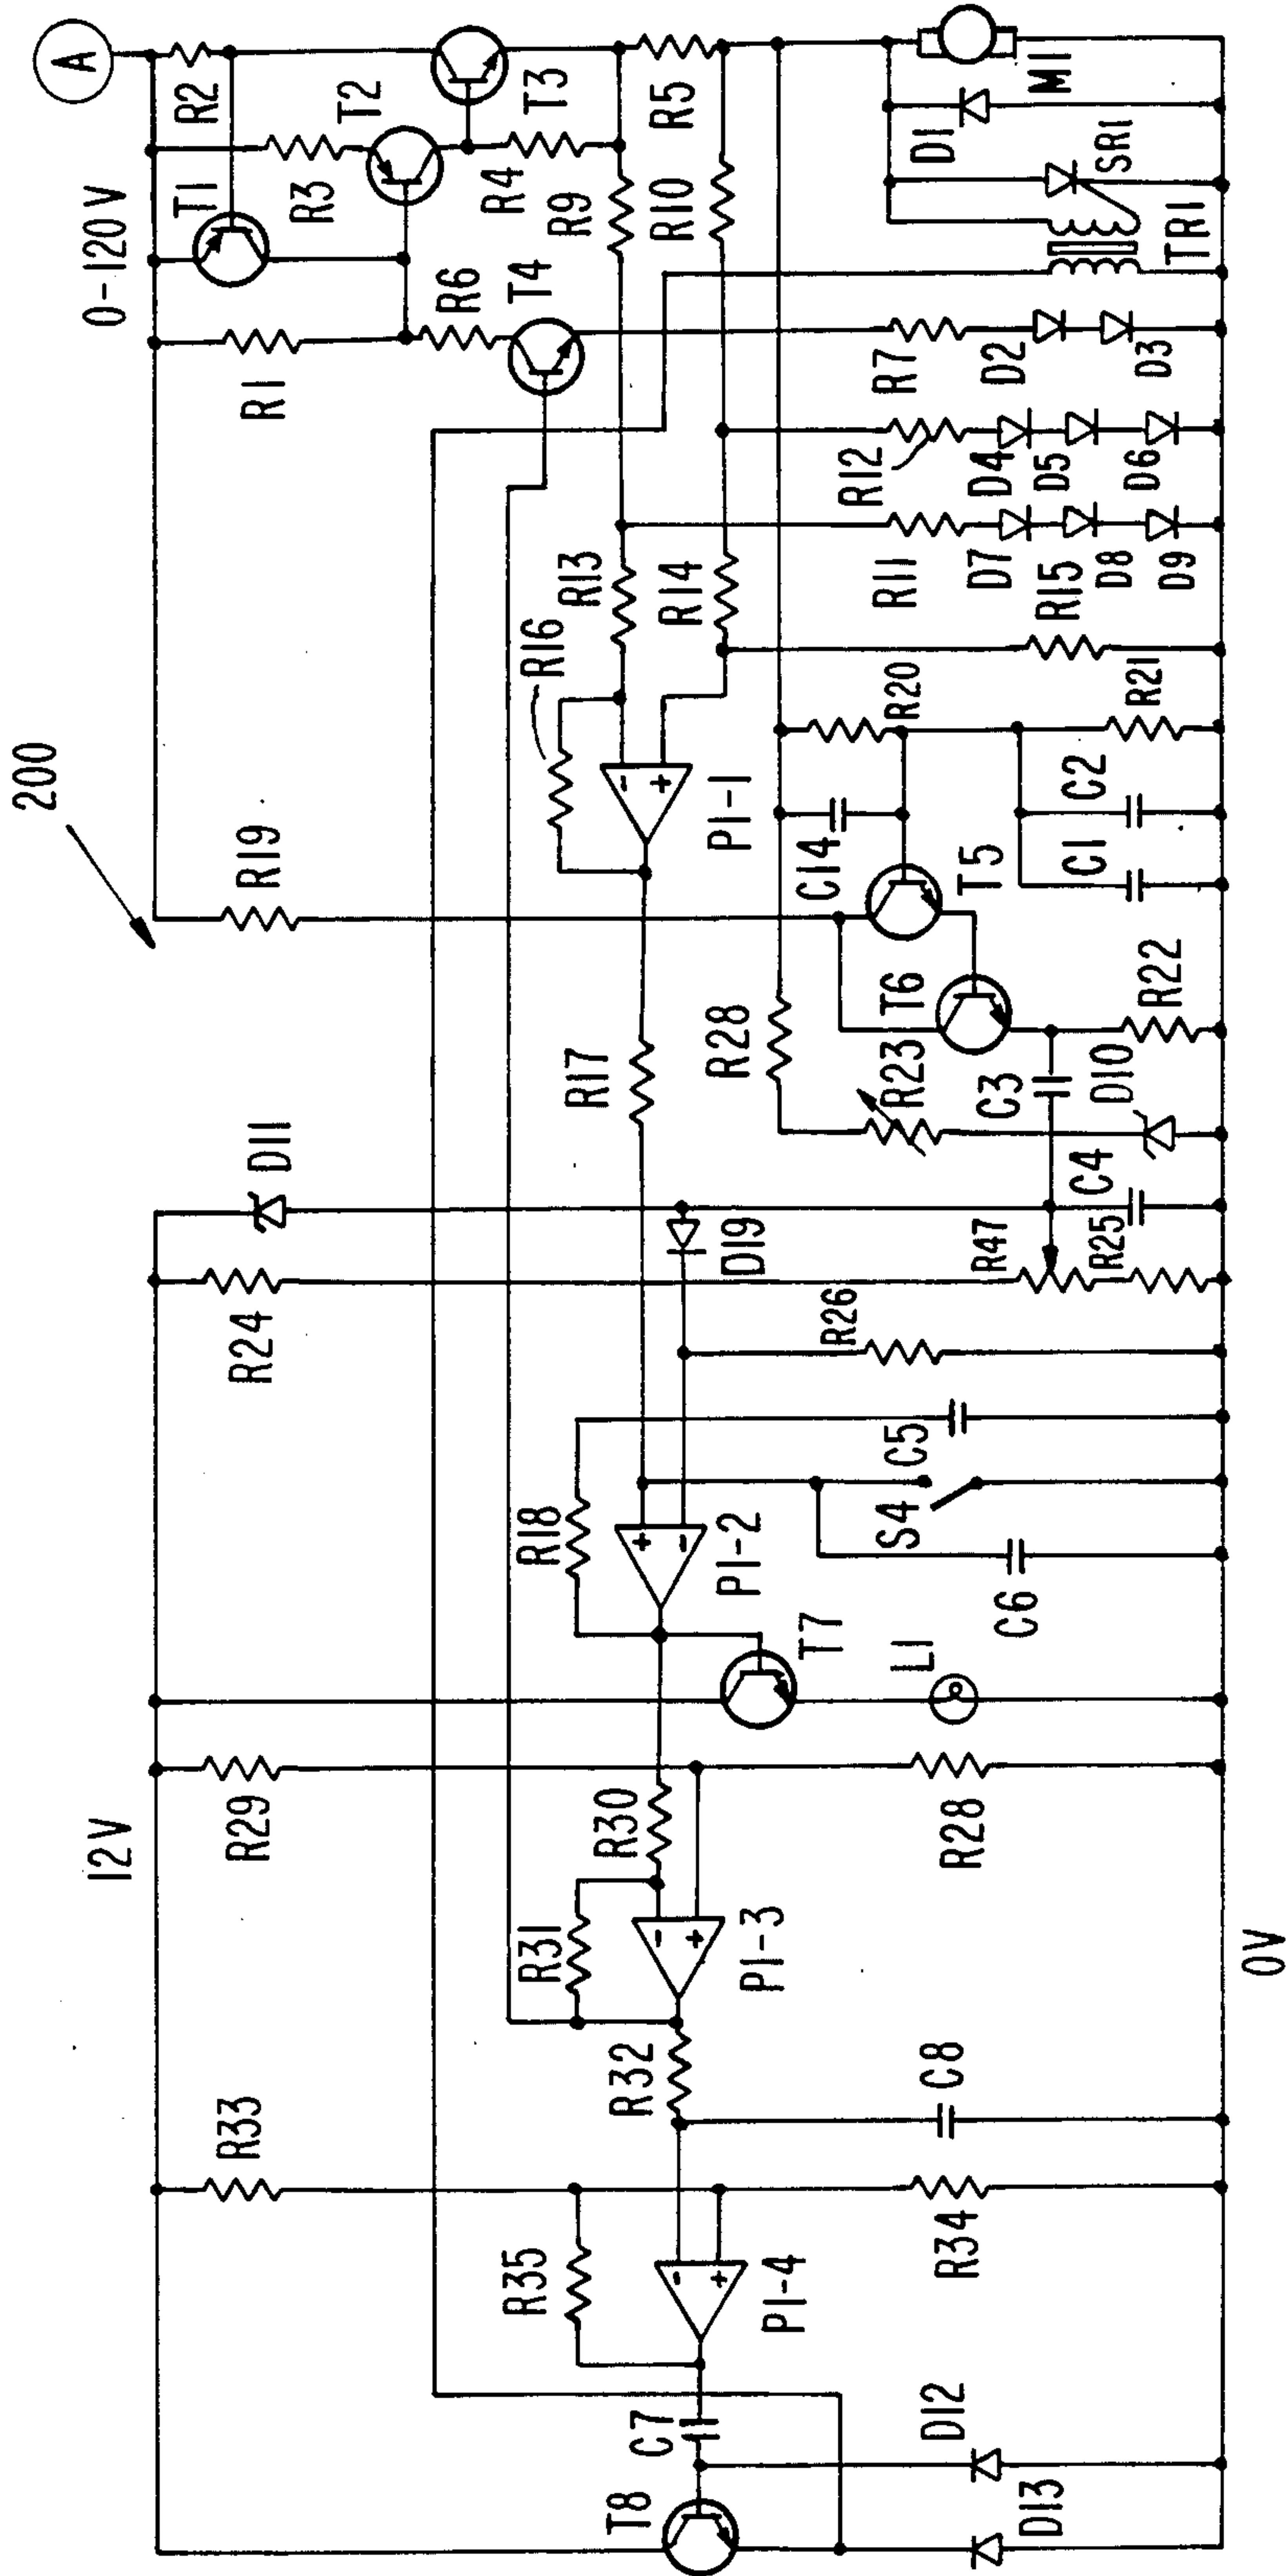 200
A
12V
0-120V
R33
R29
R24
D11
R19
R1
T1
R2
R3
T2
R6
T4
R4
T3
R35
R31
R18
R17
R16
R13
R9
R5
T8
C7
R32
R30
R14
R10
P1-4
P1-3
P1-2
P1-1
D19
R28
T7
C14
R20
R11
R12
R7
D1
L1
S4
C5
R26
R23
T6
T5
D12
R34
C8
R28
C6
R47
C4
C3
R25
D10
R22
C1
C2
R21
R15
D7
D8
D9
D4
D5
D6
D2
D3
TR1
SR1
M1
D13
0V